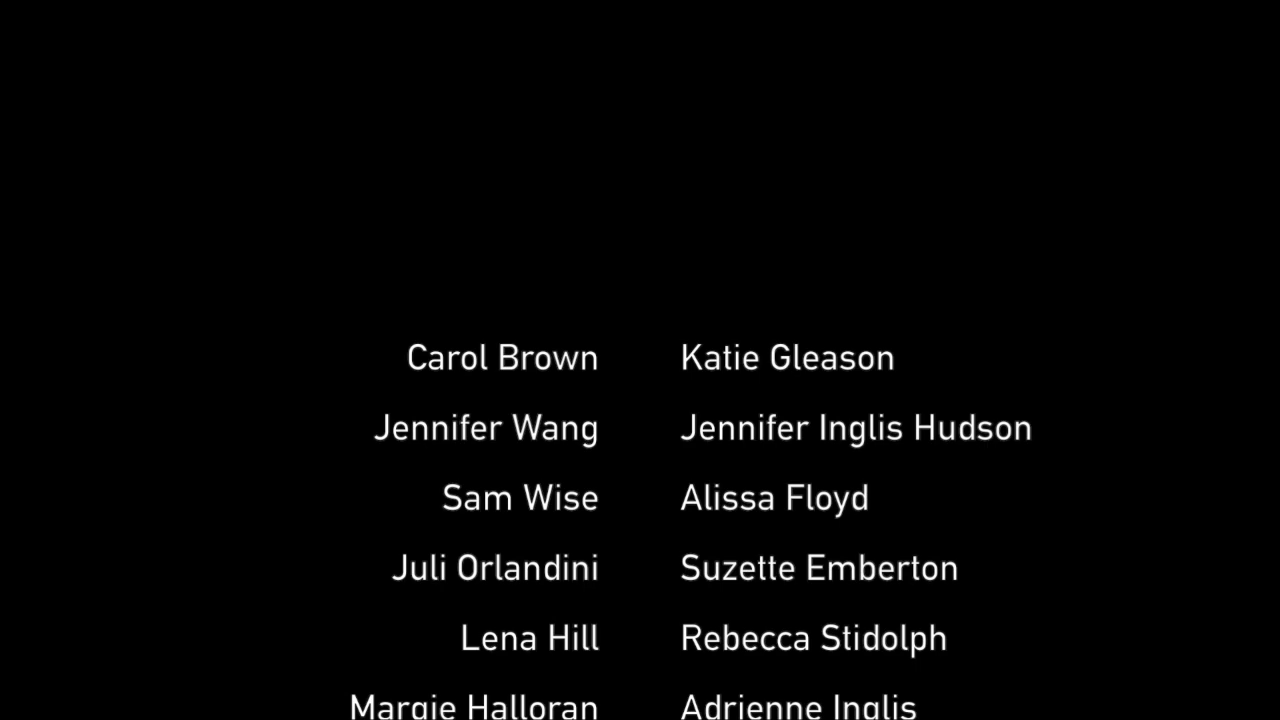 Carol Brown Katie Gleason
Jennifer Wang Jennifer Inglis Hudson
Sam Wise Alissa Floyd
Juli Orlandini Suzette Emberton
Lena Hill Rebecca Stidolph
Margie Halloran Adrienne Inglis